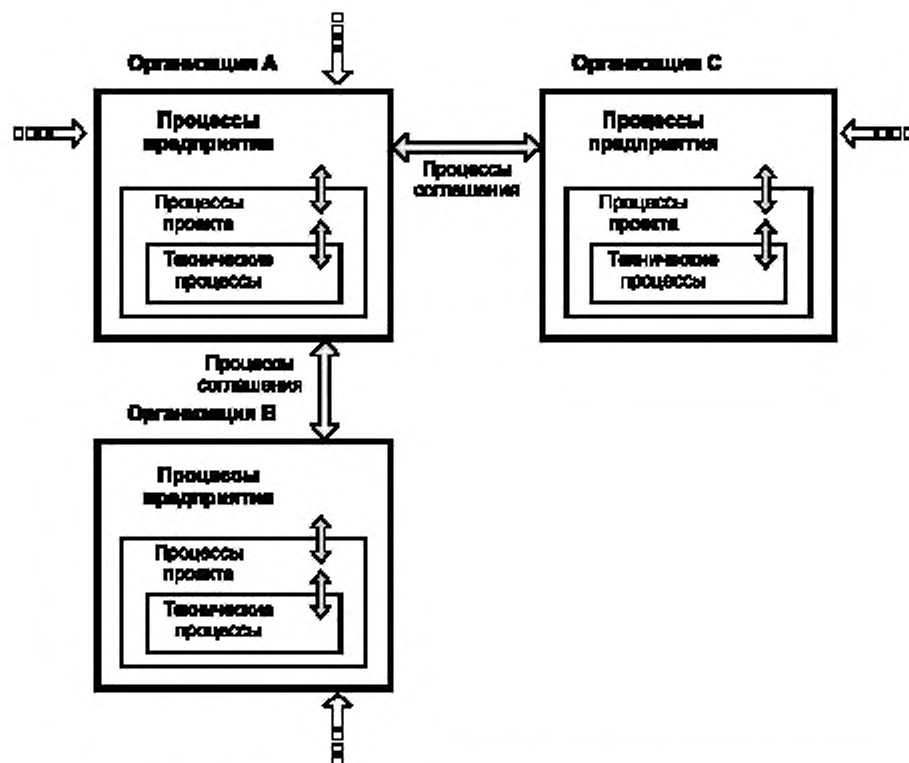 Организация A
Организация C
Процессы
предприятия
Процессы
предприятия
Процессы
соглашения
Процессы
проекта
Процессы
проекта
Технические
процессы
Технические
процессы
Процессы
соглашения
Организация B
Процессы
предприятия
Процессы
проекта
Технические
процессы